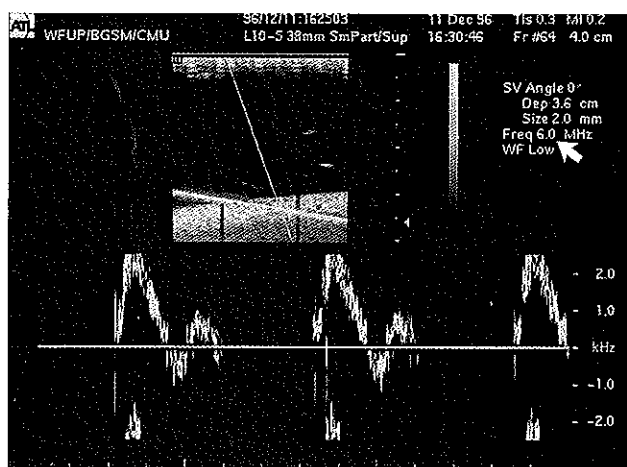 ATL
WFUP/BGSM/CMU
96/12/11:162503
L10-5 38mm SmPart/Sup
11 Dec 96
16:30:46
TIs 0.3 MI 0.2
Fr #64 4.0 cm
SV Angle 0°
Dep 3.6 cm
Size 2.0 mm
Freq 6.0 MHz
WF Low
- 2.0
- 1.0
kHz
- -1.0
- -2.0